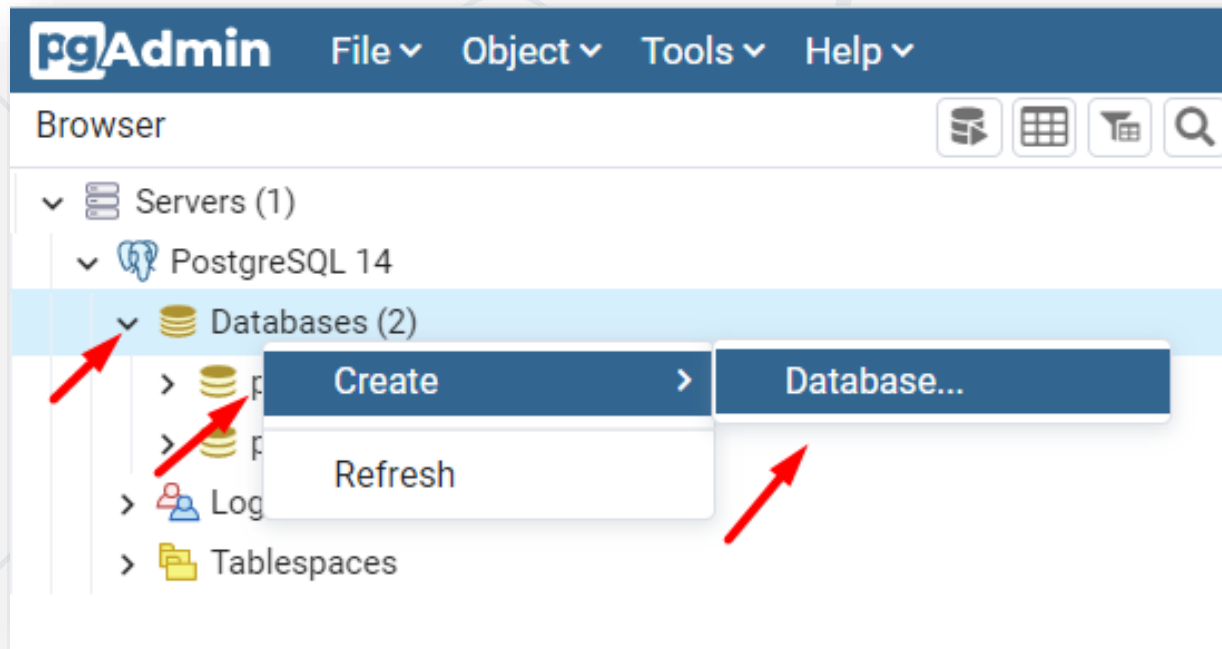 pgAdmin File Object Tools Help
Browser
Servers (1)
PostgreSQL 14
Databases (2)
Create Database...
Refresh
Tablespaces